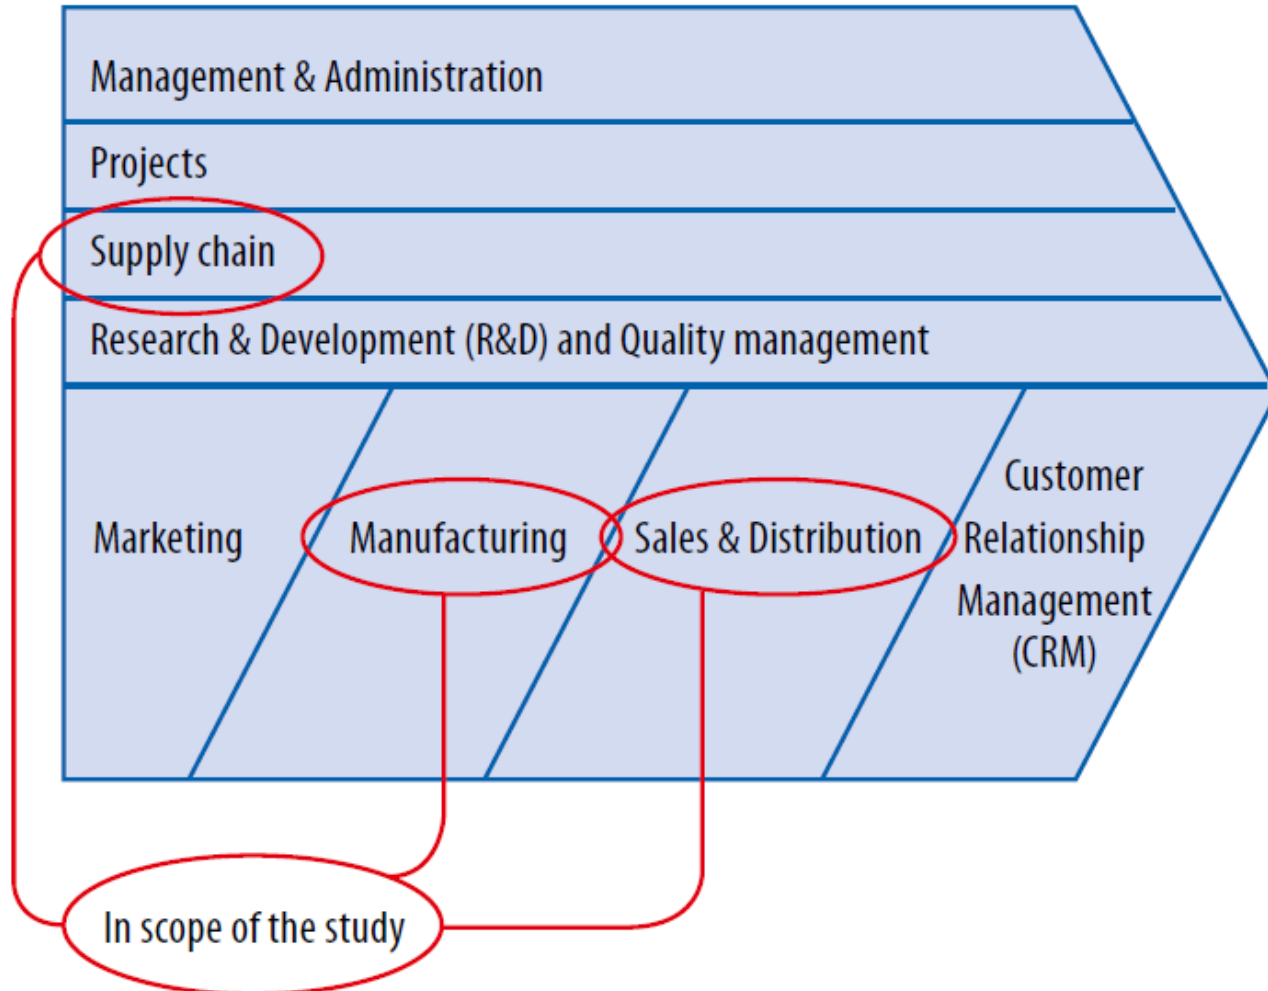 Management & Administration
Projects
Supply chain
Research & Development (R&D) and Quality management
Marketing
Manufacturing
Sales & Distribution
Customer
Relationship
Management
(CRM)
In scope of the study